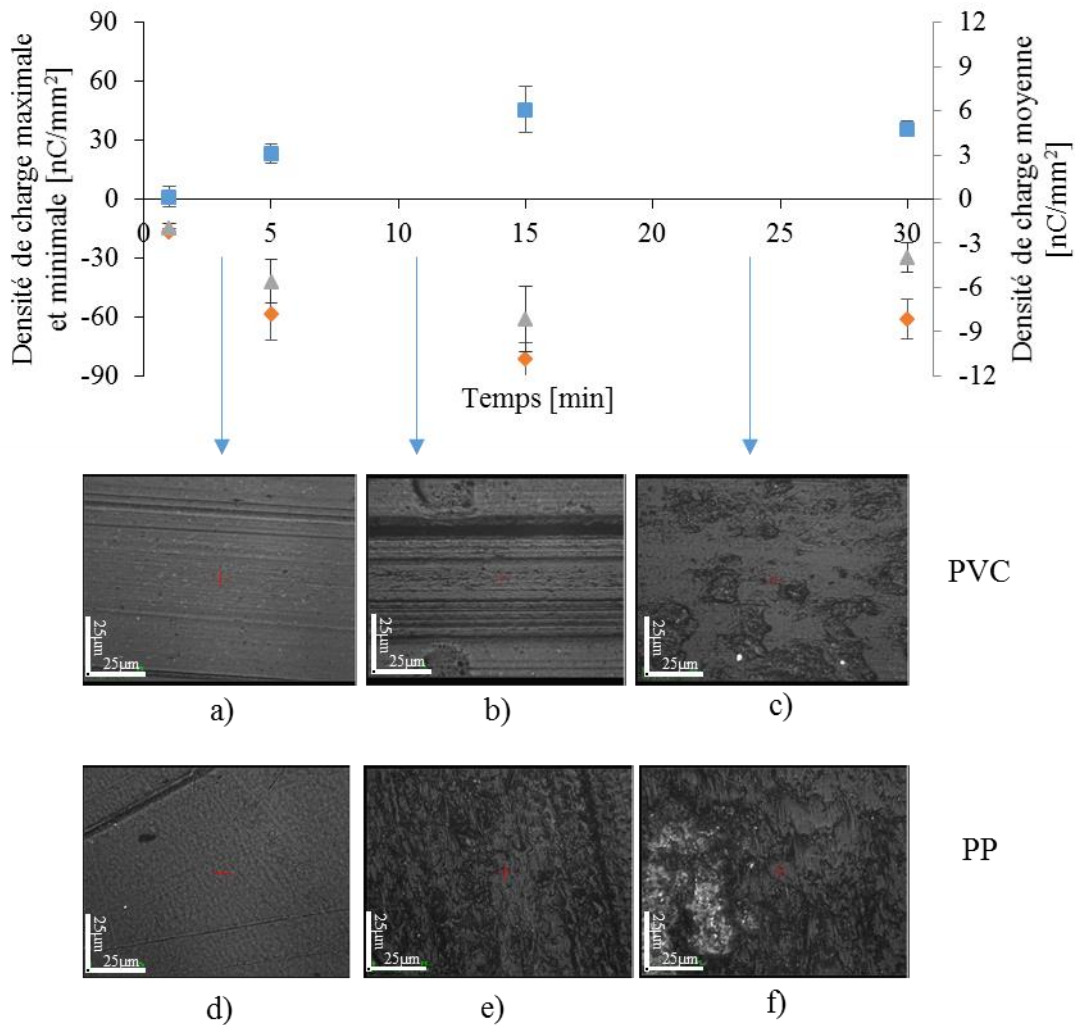 Densité de charge maximale
et minimale [nC/mm²]
90
60
30
0
-30
-60
-90
0
5
10
15
20
25
30
Temps [min]
12
9
6
3
0
-3
-6
-9
-12
Densité de charge moyenne
[nC/mm²]
25µm
25µm
25µm
25µm
25µm
25µm
PVC
a)
b)
c)
25µm
25µm
25µm
25µm
25µm
25µm
PP
d)
e)
f)